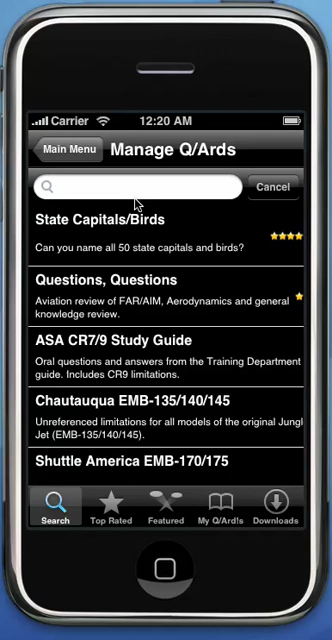 Carrier 12:20 AM
Main Menu Manage Q/Ards
Cancel
State Capitals/Birds
Can you name all 50 state capitals and birds?
Questions, Questions
Aviation review of FAR/AIM, Aerodynamics and general
knowledge review.
ASA CR7/9 Study Guide
Oral questions and answers from the Training Department
guide. Includes CR9 limitations.
Chautauqua EMB-135/140/145
Unreferenced limitations for all models of the original Jungl
Jet (EMB-135/140/145).
Shuttle America EMB-170/175
Search Top Rated Featured My Q/Ard!s Downloads